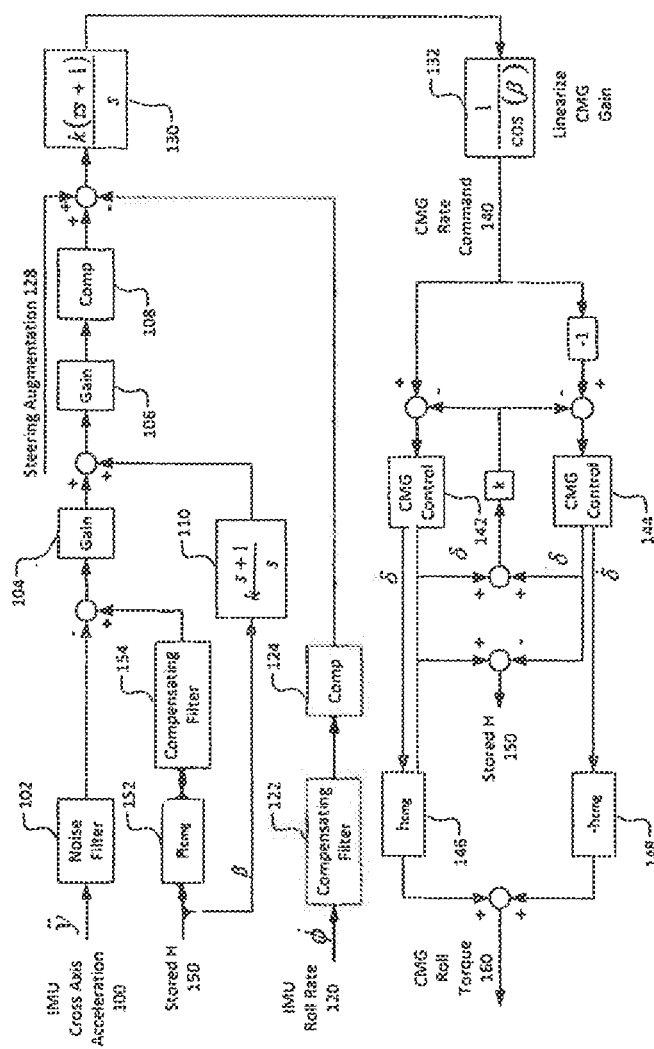 IMU
Cross Axis
Acceleration
100
Ÿ
Noise
Filter
102
Stored H
150
Hcmg
152
Compensating
Filter
154
β
IMU
Roll Rate
120
ϕ̇
Compensating
Filter
122
Comp
124
k s + 1
s
110
Gain
104
Gain
106
Comp
108
Steering Augmentation 128
k(τs + 1)
s
130
1
cos (β)
132
Linearize
CMG
Gain
CMG
Rate
Command
140
-1
CMG
Control
142
CMG
Control
144
k
δ
δ
δ
δ
Stored H
150
hcmg
146
-hcmg
148
CMG
Roll
Torque
160